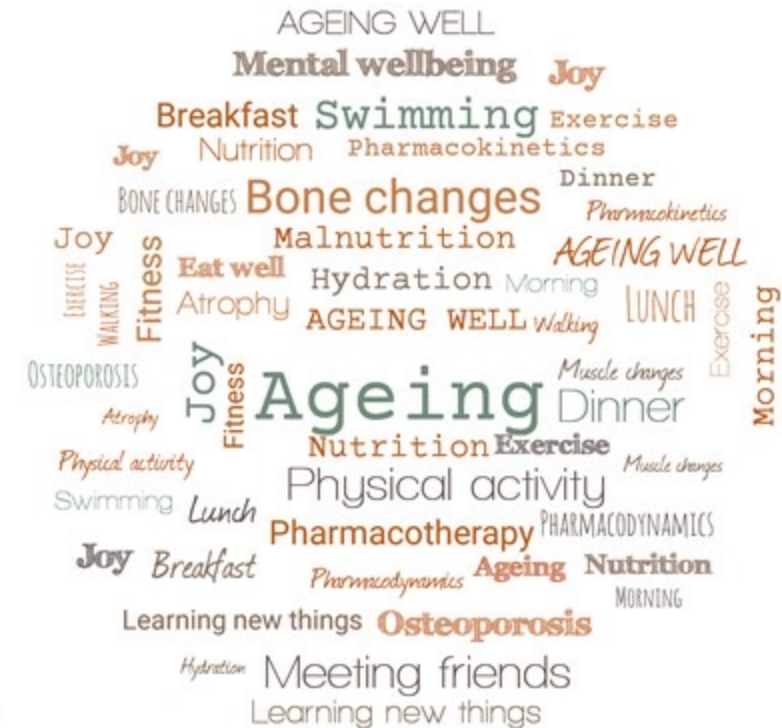 AGEING WELL
Mental wellbeing Joy
Breakfast Swimming Exercise
Joy Nutrition Pharmacokinetics
Dinner
BONE CHANGES Bone changes
Pharmacokinetics
Joy Malnutrition AGEING WELL
EXERCISE WALKING Fitness Eat well Hydration Morning
Atrophy LUNCH Exercise Morning
AGEING WELL Walking
OSTEOPOROSIS Joy Fitness Ageing Muscle changes
Dinner
Atrophy
Nutrition Exercise
Physical activity Muscle changes
Physical activity
Swimming Lunch
Pharmacotherapy PHARMACODYNAMICS
Joy Breakfast Pharmacodynamics Ageing Nutrition
MORNING
Learning new things Osteoporosis
Hydration Meeting friends
Learning new things